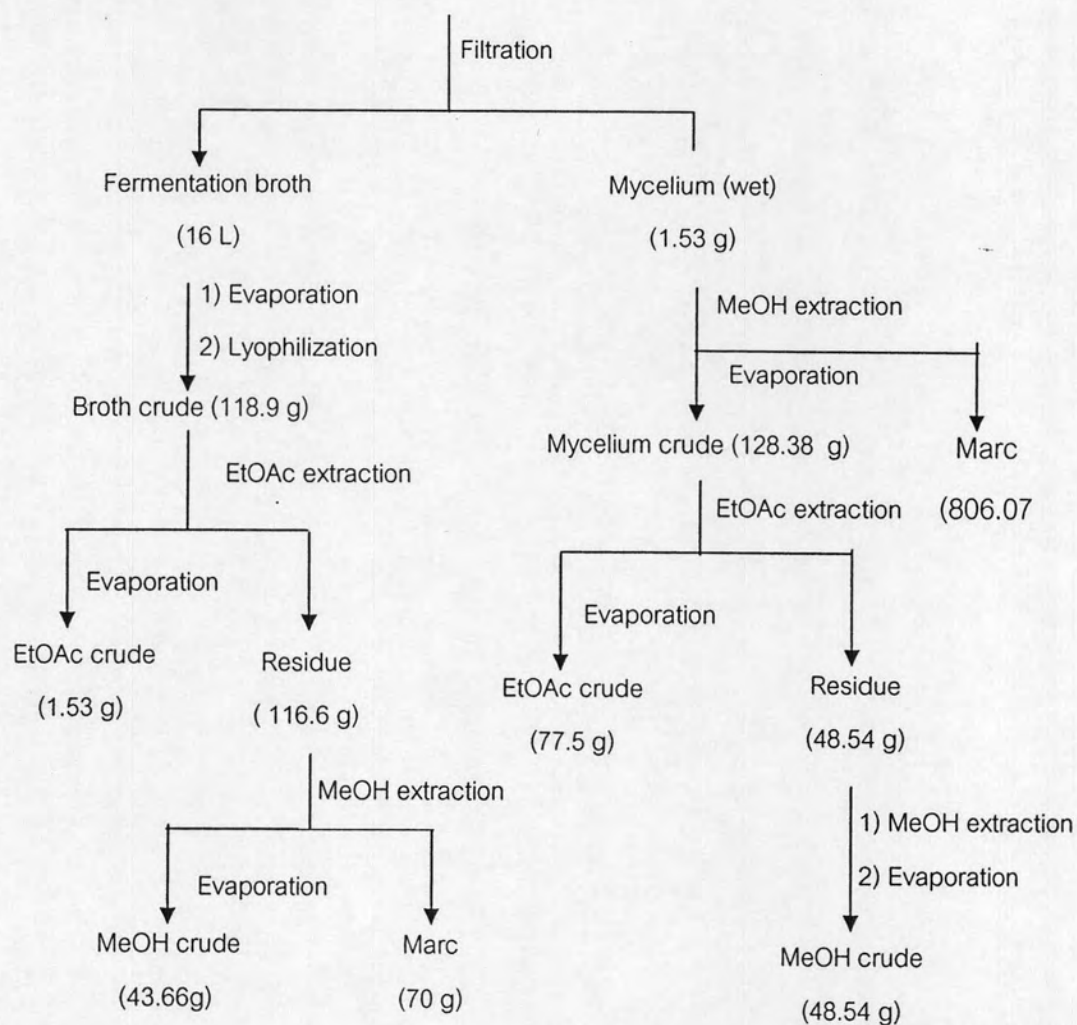 Filtration
Fermentation broth
(16 L)
1) Evaporation
2) Lyophilization
Broth crude (118.9 g)
EtOAc extraction
Evaporation
EtOAc crude
(1.53 g)
Residue
( 116.6 g)
MeOH extraction
Evaporation
MeOH crude
(43.66g)
Marc
(70 g)
Mycelium (wet)
(1.53 g)
MeOH extraction
Evaporation
Mycelium crude (128.38 g)
Marc
(806.07
EtOAc extraction
Evaporation
EtOAc crude
(77.5 g)
Residue
(48.54 g)
1) MeOH extraction
2) Evaporation
MeOH crude
(48.54 g)